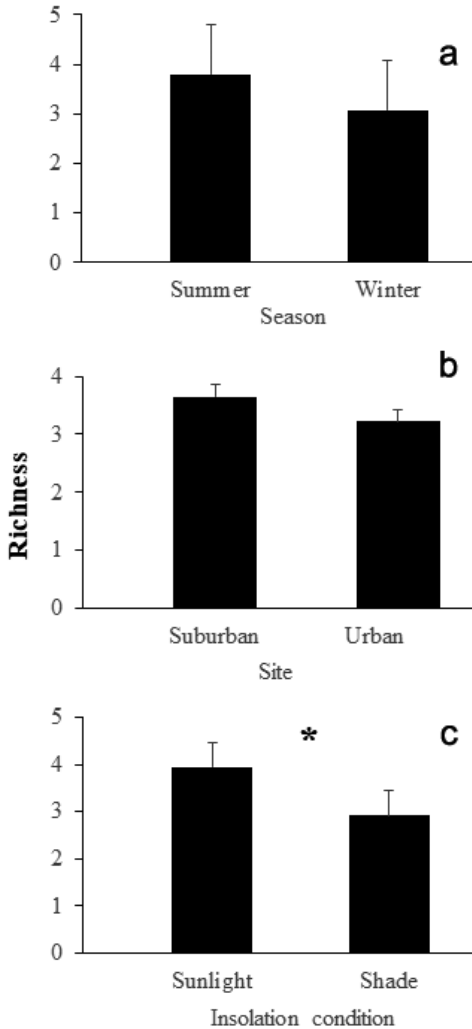 5
a
4
3
2
1
0
Summer Winter
Season
b
4
3
2
1
0
Richness
Suburban Urban
Site
5
* c
4
3
2
1
0
Sunlight Shade
Insolation condition